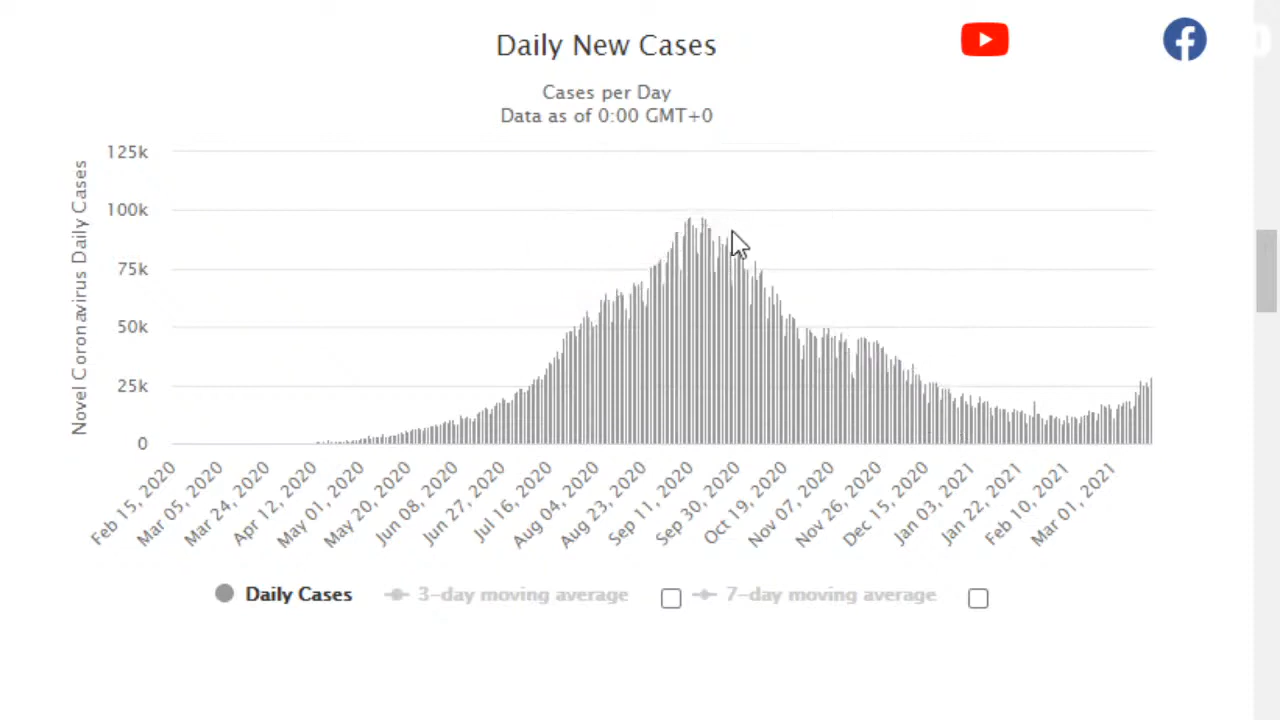 Daily New Cases
Cases per Day
Data as of 0:00 GMT+0
Novel Coronavirus Daily Cases
125k
100k
75k
50k
25k
0
Feb 15, 2020
Mar 05, 2020
Mar 24, 2020
Apr 12, 2020
May 01, 2020
May 20, 2020
Jun 08, 2020
Jun 27, 2020
Jul 16, 2020
Aug 04, 2020
Aug 23, 2020
Sep 11, 2020
Sep 30, 2020
Oct 19, 2020
Nov 07, 2020
Nov 26, 2020
Dec 15, 2020
Jan 03, 2021
Jan 22, 2021
Feb 10, 2021
Mar 01, 2021
Daily Cases
3-day moving average
7-day moving average